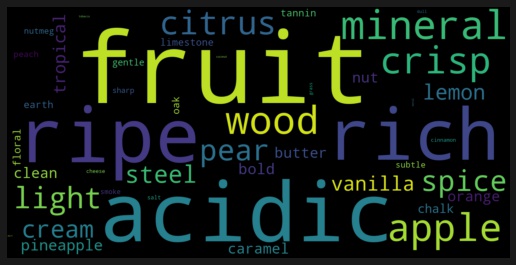 tannin
citrus
mineral
nutmeg
tropical
limestone
fruit
crisp
peach
gentle
nut
sharp
lemon
earth
oak
wood
ripe
rich
pear
butter
cinnamon
floral
bold
subtle
clean
steel
cheese
vanilla
spice
smoke
light
salt
orange
acidic
chalk
apple
cream
pineapple
caramel